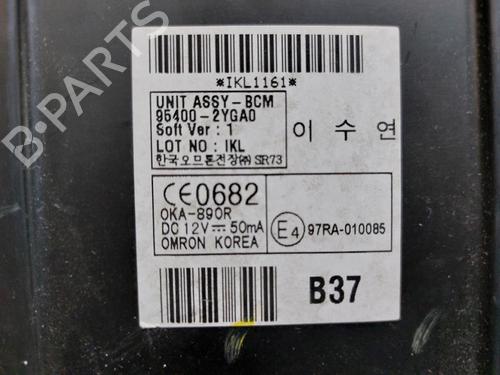 *IKL1161*
UNIT ASSY-BCM
95400-2YGA0
Soft Ver : 1
LOT NO : IKL
한국오므론전장㈜ SIR73
이 수 연
CE0682
OKA-890R
DC 12V⎓50mA
OMRON KOREA
E4 97RA-010085
B37
B-PARTS